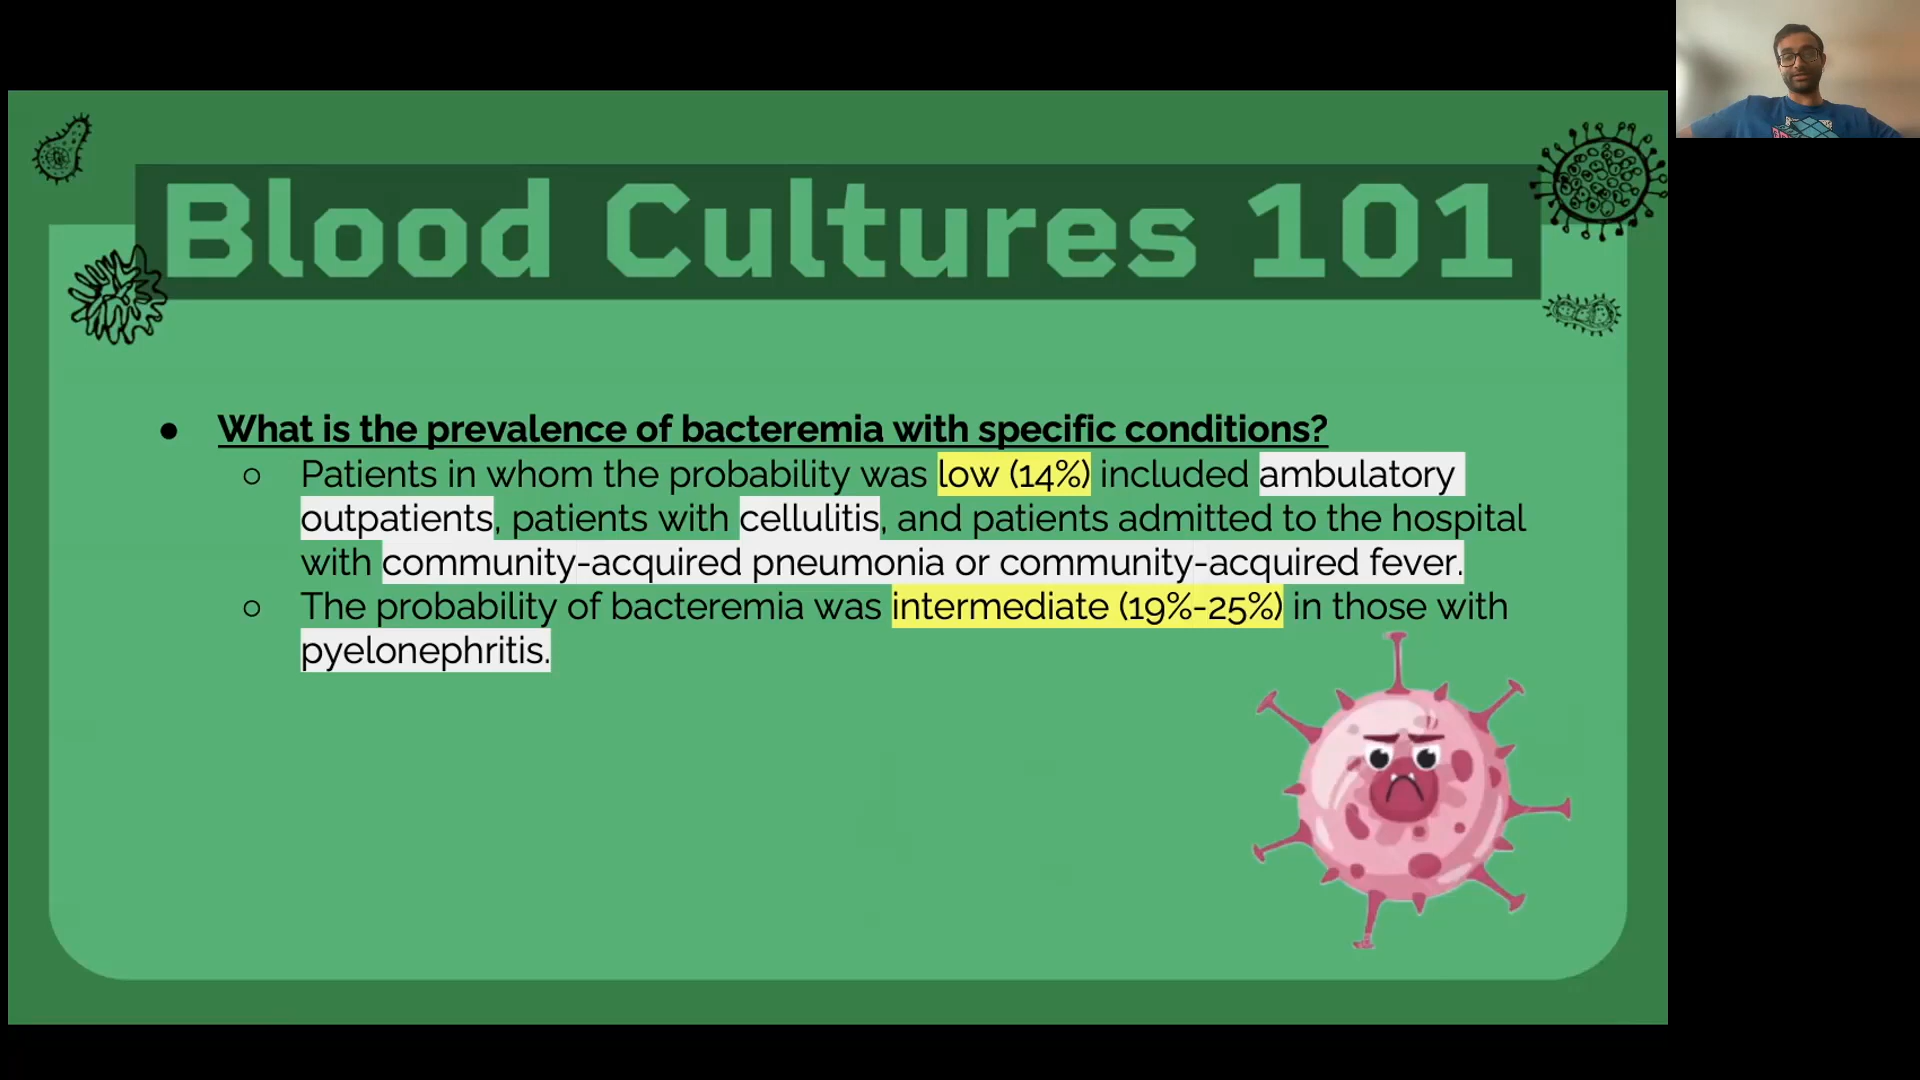 Blood Cultures 101
● What is the prevalence of bacteremia with specific conditions?
○ Patients in whom the probability was low (14%) included ambulatory
outpatients, patients with cellulitis, and patients admitted to the hospital
with community-acquired pneumonia or community-acquired fever.
○ The probability of bacteremia was intermediate (19%-25%) in those with
pyelonephritis.